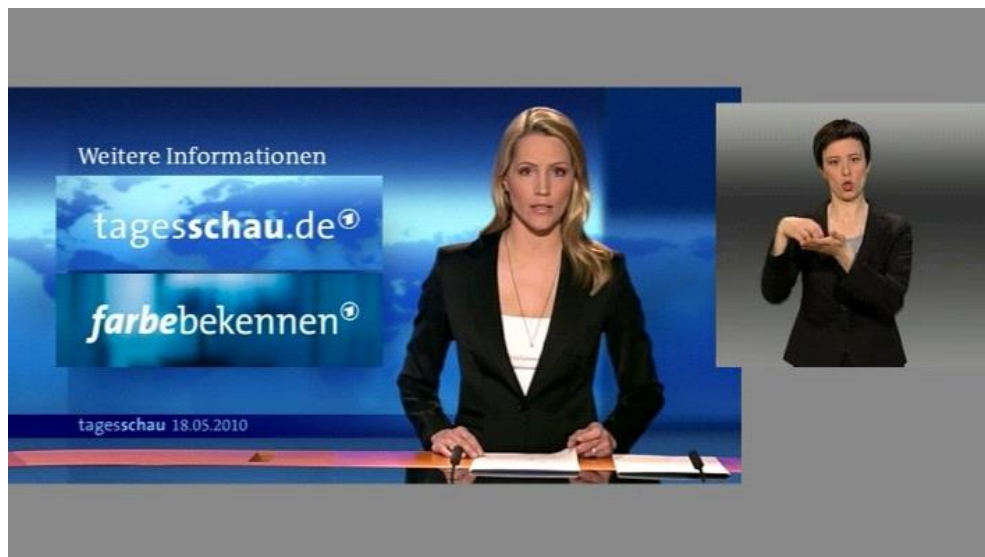 Weitere Informationen
tagesschau.de
farbebekennen
tagesschau 18.05.2010